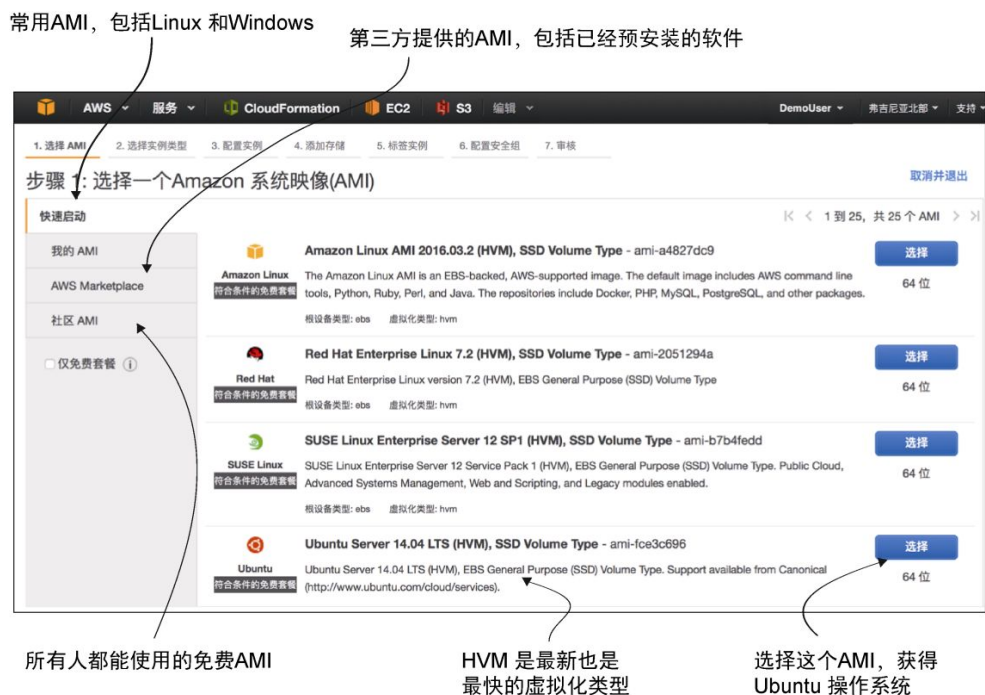 常用AMI，包括Linux 和Windows
第三方提供的AMI，包括已经预安装的软件
AWS 服务 CloudFormation EC2 S3 编辑 DemoUser 弗吉尼亚北部 支持
1. 选择 AMI 2. 选择实例类型 3. 配置实例 4. 添加存储 5. 标签实例 6. 配置安全组 7. 审核
步骤 1: 选择一个Amazon 系统映像(AMI)
取消并退出
快速启动
1 到 25，共 25 个 AMI
我的 AMI
AWS Marketplace
社区 AMI
仅免费套餐
Amazon Linux
符合条件的免费套餐
Amazon Linux AMI 2016.03.2 (HVM), SSD Volume Type - ami-a4827dc9
The Amazon Linux AMI is an EBS-backed, AWS-supported image. The default image includes AWS command line
tools, Python, Ruby, Perl, and Java. The repositories include Docker, PHP, MySQL, PostgreSQL, and other packages.
根设备类型: ebs 虚拟化类型: hvm
选择
64 位
Red Hat
符合条件的免费套餐
Red Hat Enterprise Linux 7.2 (HVM), SSD Volume Type - ami-2051294a
Red Hat Enterprise Linux version 7.2 (HVM), EBS General Purpose (SSD) Volume Type
根设备类型: ebs 虚拟化类型: hvm
选择
64 位
SUSE Linux
符合条件的免费套餐
SUSE Linux Enterprise Server 12 SP1 (HVM), SSD Volume Type - ami-b7b4fedd
SUSE Linux Enterprise Server 12 Service Pack 1 (HVM), EBS General Purpose (SSD) Volume Type. Public Cloud,
Advanced Systems Management, Web and Scripting, and Legacy modules enabled.
根设备类型: ebs 虚拟化类型: hvm
选择
64 位
Ubuntu
符合条件的免费套餐
Ubuntu Server 14.04 LTS (HVM), SSD Volume Type - ami-fce3c696
Ubuntu Server 14.04 LTS (HVM), EBS General Purpose (SSD) Volume Type. Support available from Canonical
(http://www.ubuntu.com/cloud/services).
选择
64 位
所有人都能使用的免费AMI
HVM 是最新也是
最快的虚拟化类型
选择这个AMI，获得
Ubuntu 操作系统